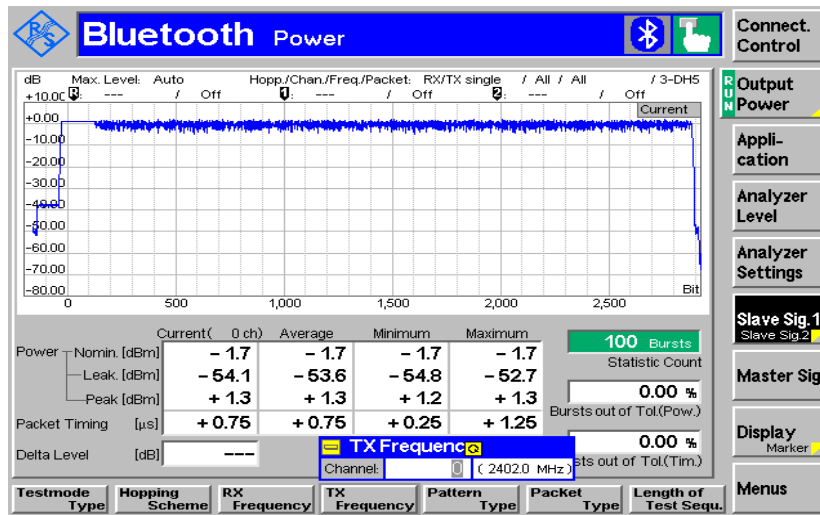 R&S
Bluetooth Power
Connect. Control
dB Max. Level: Auto Hopp./Chan./Freq./Packet: RX/TX single / All / All / 3-DH5
+10.00 R: --- / Off 1: --- / Off 2: --- / Off
Current
+0.00
-10.00
-20.00
-30.00
-40.00
-50.00
-60.00
-70.00
-80.00
Bit
0 500 1,000 1,500 2,000 2,500
Current( 0 ch) Average Minimum Maximum
Power Nomin. [dBm] - 1.7 - 1.7 - 1.7 - 1.7
Leak. [dBm] - 54.1 - 53.6 - 54.8 - 52.7
Peak [dBm] + 1.3 + 1.3 + 1.2 + 1.3
Packet Timing [µs] + 0.75 + 0.75 + 0.25 + 1.25
Delta Level [dB] ---
100 Bursts
Statistic Count
0.00 %
Bursts out of Tol.(Pow.)
0.00 %
sts out of Tol.(Tim.)
TX Frequenc
Channel: 0 ( 2402.0 MHz )
Testmode Type
Hopping Scheme
RX Frequency
TX Frequency
Pattern Type
Packet Type
Length of Test Sequ.
RUN
Output Power
Appli-
cation
Analyzer Level
Analyzer Settings
Slave Sig.1
Slave Sig.2
Master Sig
Display
Marker
Menus